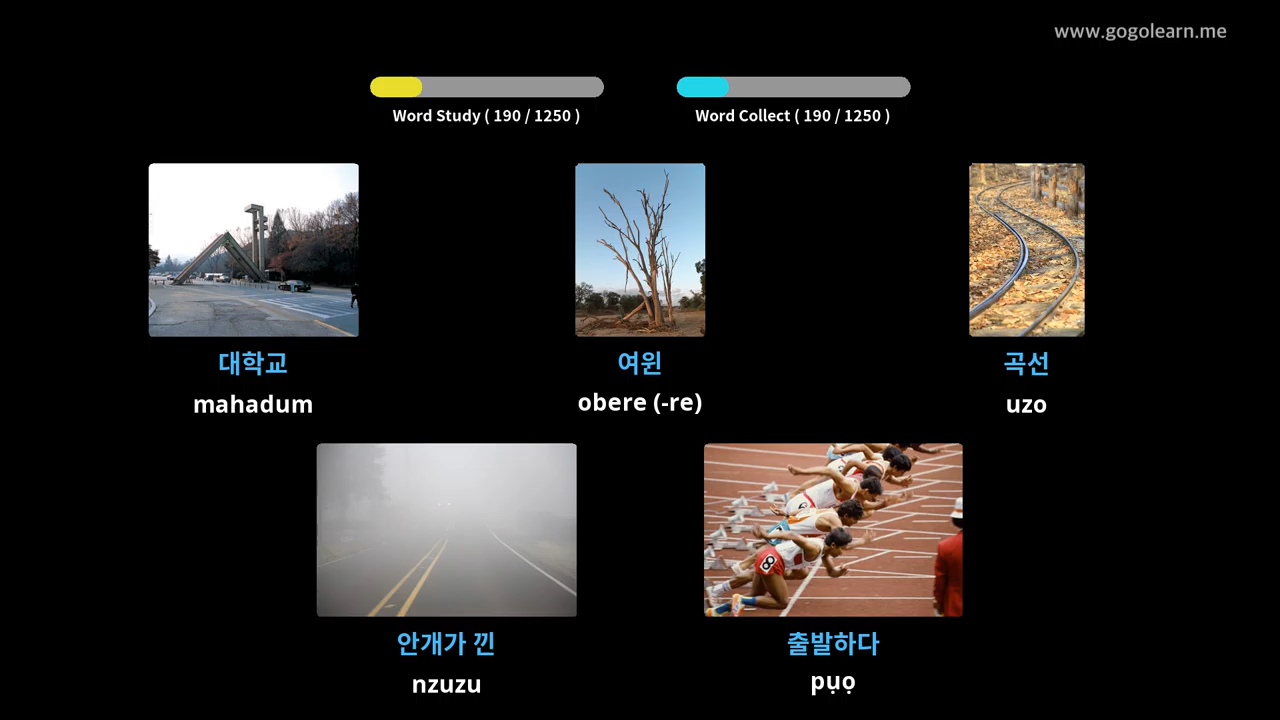 www.gogolearn.me
Word Study ( 190 / 1250 )
Word Collect ( 190 / 1250 )
대학교
mahadum
여윈
obere (-re)
곡선
uzo
안개가 낀
nzuzu
출발하다
pụọ